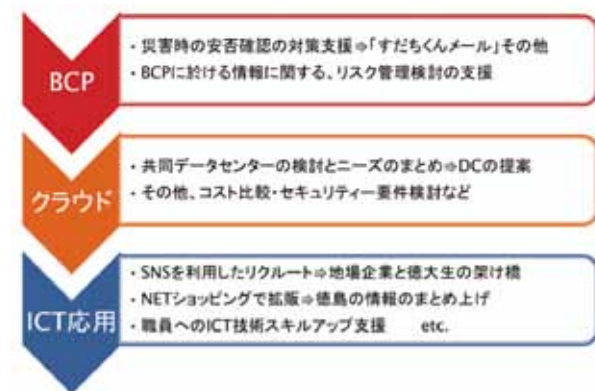 BCP
・災害時の安否確認の対策支援⇒「すだちくんメール」その他
・BCPに於ける情報に関する、リスク管理検討の支援
クラウド
・共同データセンターの検討とニーズのまとめ⇒DCの提案
・その他、コスト比較・セキュリティー要件検討など
ICT応用
・SNSを利用したリクルート⇒地場企業と徳大生の架け橋
・NETショッピングで拡販⇒徳島の情報のまとめ上げ
・職員へのICT技術スキルアップ支援　　etc.